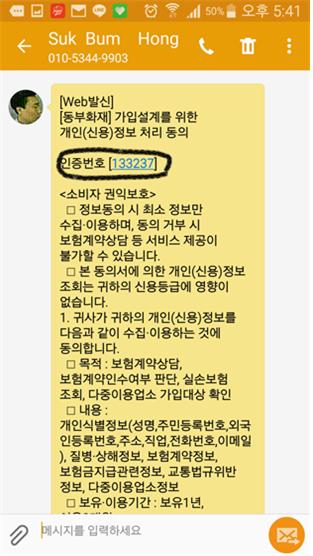 50% 오후 5:41
Suk Bum Hong
010-5344-9903
[Web발신]
[동부화재] 가입설계를 위한
개인(신용)정보 처리 동의
인증번호 [133237]
<소비자 권익보호>
□ 정보동의 시 최소 정보만
수집·이용하며, 동의 거부 시
보험계약상담 등 서비스 제공이
불가할 수 있습니다.
□ 본 동의서에 의한 개인(신용)정보
조회는 귀하의 신용등급에 영향이
없습니다.
1. 귀사가 귀하의 개인(신용)정보를
다음과 같이 수집·이용하는 것에
동의합니다.
□ 목적 : 보험계약상담,
보험계약인수여부 판단, 실손보험
조회, 다중이용업소 가입대상 확인
□ 내용 :
개인식별정보(성명,주민등록번호,외국
인등록번호,주소,직업,전화번호,이메일
), 질병·상해정보, 보험계약정보,
보험금지급관련정보, 교통법규위반
정보, 다중이용업소정보
□ 보유·이용기간 : 보유1년,
메시지를 입력하세요